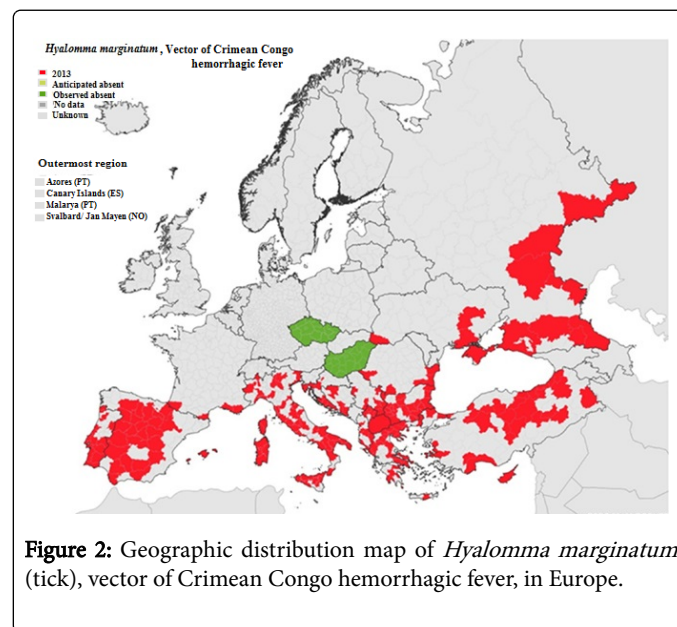 Hyalomma marginatum , Vector of Crimean Congo
hemorrhagic fever
2013
Anticipated absent
Observed absent
No data
Unknown
Outermost region
Azores (PT)
Canary Islands (ES)
Malarya (PT)
Svalbard/ Jan Mayen (NO)
Figure 2: Geographic distribution map of Hyalomma marginatum
(tick), vector of Crimean Congo hemorrhagic fever, in Europe.